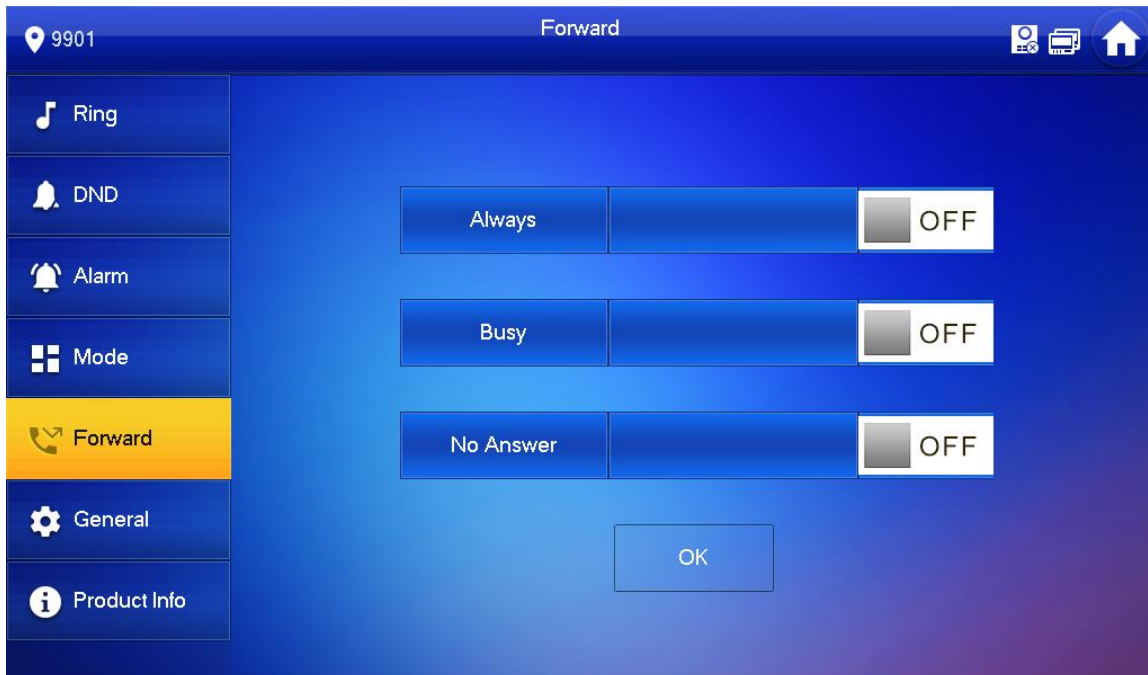 9901
Forward
Ring
DND
Alarm
Mode
Forward
General
Product Info
Always OFF
Busy OFF
No Answer OFF
OK